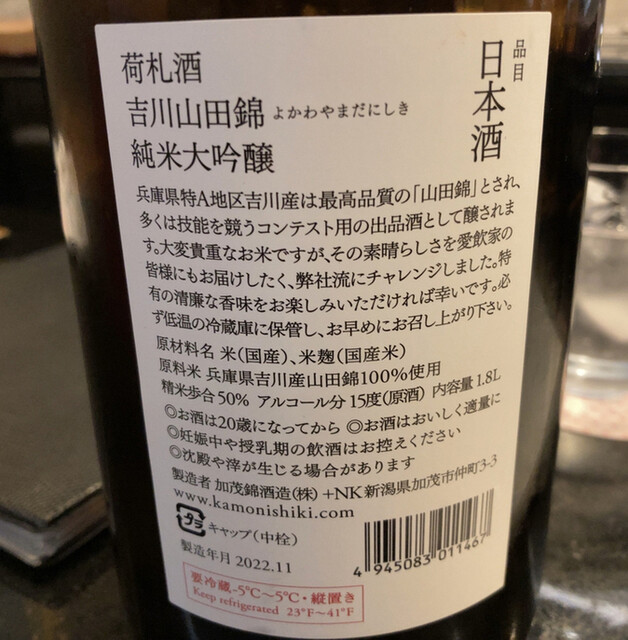 品目
日本酒
荷札酒
吉川山田錦 よかわやまだにしき
純米大吟醸
兵庫県特A地区吉川産は最高品質の「山田錦」とされ、
多くは技能を競うコンテスト用の出品酒として醸されま
す。大変貴重なお米ですが、その素晴らしさを愛飲家の
皆様にもお届けしたく、弊社流にチャレンジしました。特
有の清廉な香味をお楽しみいただければ幸いです。必
ず低温の冷蔵庫に保管し、お早めにお召し上がり下さい。
原材料名 米(国産)、米麹(国産米)
原料米 兵庫県吉川産山田錦100%使用
精米歩合50% アルコール分15度(原酒) 内容量1.8L
◎お酒は20歳になってから ◎お酒はおいしく適量に
◎妊娠中や授乳期の飲酒はお控えください
◎沈殿や滓が生じる場合があります
製造者 加茂錦酒造(株)+NK 新潟県加茂市仲町3-3
www.kamonishiki.com
タラ キャップ(中栓)
製造年月 2022.11
4 945083 011467
要冷蔵-5℃〜5℃・縦置き
Keep refrigerated 23°F〜41°F